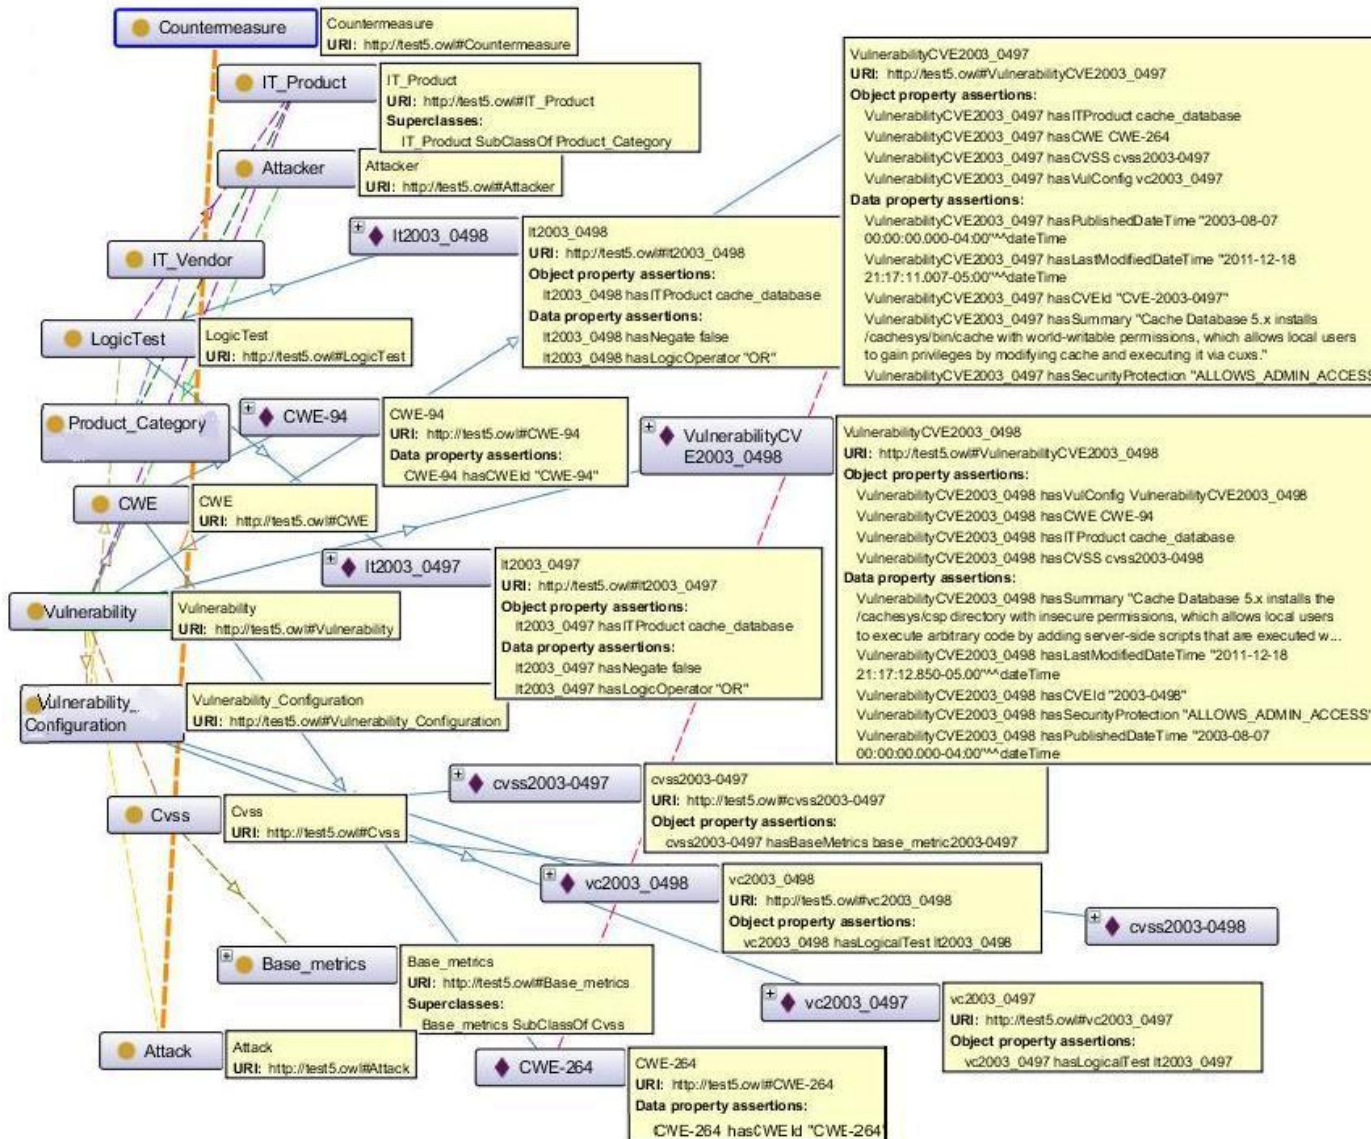 Countermeasure
Countermeasure
URI: http://test5.owl#Countermeasure
IT_Product
IT_Product
URI: http://test5.owl#IT_Product
Superclasses:
IT_Product SubClassOf Product_Category
Attacker
Attacker
URI: http://test5.owl#Attacker
IT_Vendor
lt2003_0498
lt2003_0498
URI: http://test5.owl#lt2003_0498
Object property assertions:
lt2003_0498 hasITProduct cache_database
Data property assertions:
lt2003_0498 hasNegate false
lt2003_0498 hasLogicOperator "OR"
VulnerabilityCVE2003_0497
URI: http://test5.owl#VulnerabilityCVE2003_0497
Object property assertions:
VulnerabilityCVE2003_0497 hasITProduct cache_database
VulnerabilityCVE2003_0497 hasCWE CWE-264
VulnerabilityCVE2003_0497 hasCVSS cvss2003-0497
VulnerabilityCVE2003_0497 hasVulConfig vc2003_0497
Data property assertions:
VulnerabilityCVE2003_0497 hasPublishedDateTime "2003-08-07
00:00:00.000-04:00"^^dateTime
VulnerabilityCVE2003_0497 hasLastModifiedDateTime "2011-12-18
21:17:11.007-05:00"^^dateTime
VulnerabilityCVE2003_0497 hasCVEId "CVE-2003-0497"
VulnerabilityCVE2003_0497 hasSummary "Cache Database 5.x installs
/cachesys/bin/cache with world-writable permissions, which allows local users
to gain privileges by modifying cache and executing it via cuxs."
VulnerabilityCVE2003_0497 hasSecurityProtection "ALLOWS_ADMIN_ACCESS
LogicTest
LogicTest
URI: http://test5.owl#LogicTest
Product_Category
CWE-94
CWE-94
URI: http://test5.owl#CWE-94
Data property assertions:
CWE-94 hasCWEId "CWE-94"
VulnerabilityCV
E2003_0498
VulnerabilityCVE2003_0498
URI: http://test5.owl#VulnerabilityCVE2003_0498
Object property assertions:
VulnerabilityCVE2003_0498 hasVulConfig VulnerabilityCVE2003_0498
VulnerabilityCVE2003_0498 hasCWE CWE-94
VulnerabilityCVE2003_0498 hasITProduct cache_database
VulnerabilityCVE2003_0498 hasCVSS cvss2003-0498
Data property assertions:
VulnerabilityCVE2003_0498 hasSummary "Cache Database 5.x installs the
/cachesys/csp directory with insecure permissions, which allows local users
to execute arbitrary code by adding server-side scripts that are executed w...
VulnerabilityCVE2003_0498 hasLastModifiedDateTime "2011-12-18
21:17:12.850-05.00"^^dateTime
VulnerabilityCVE2003_0498 hasCVEId "2003-0498"
VulnerabilityCVE2003_0498 hasSecurityProtection "ALLOWS_ADMIN_ACCESS"
VulnerabilityCVE2003_0498 hasPublishedDateTime "2003-08-07
00:00:00.000-04:00"^^dateTime
CWE
CWE
URI: http://test5.owl#CWE
lt2003_0497
lt2003_0497
URI: http://test5.owl#lt2003_0497
Object property assertions:
lt2003_0497 hasITProduct cache_database
Data property assertions:
lt2003_0497 hasNegate false
lt2003_0497 hasLogicOperator "OR"
Vulnerability
Vulnerability
URI: http://test5.owl#Vulnerability
Vulnerability_
Configuration
Vulnerability_Configuration
URI: http://test5.owl#Vulnerability_Configuration
cvss2003-0497
cvss2003-0497
URI: http://test5.owl#cvss2003-0497
Object property assertions:
cvss2003-0497 hasBaseMetrics base_metric2003-0497
Cvss
Cvss
URI: http://test5.owl#Cvss
vc2003_0498
vc2003_0498
URI: http://test5.owl#vc2003_0498
Object property assertions:
vc2003_0498 hasLogicalTest lt2003_0498
cvss2003-0498
Base_metrics
Base_metrics
URI: http://test5.owl#Base_metrics
Superclasses:
Base_metrics SubClassOf Cvss
vc2003_0497
vc2003_0497
URI: http://test5.owl#vc2003_0497
Object property assertions:
vc2003_0497 hasLogicalTest lt2003_0497
Attack
Attack
URI: http://test5.owl#Attack
CWE-264
CWE-264
URI: http://test5.owl#CWE-264
Data property assertions:
CWE-264 hasCWEId "CWE-264"